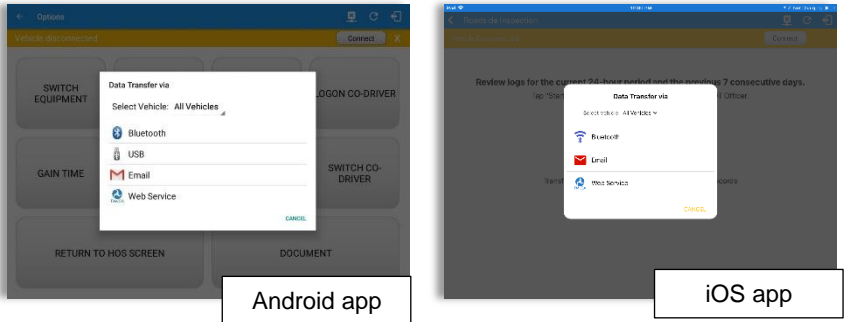 Options
Vehicle disconnected
Connect
X
SWITCH EQUIPMENT
LOGON CO-DRIVER
GAIN TIME
SWITCH CO-DRIVER
RETURN TO HOS SCREEN
DOCUMENT
Data Transfer via
Select Vehicle: All Vehicles
Bluetooth
USB
Email
Web Service
CANCEL
Android app
Roadside Inspection
Connect
Review logs for the current 24-hour period and the previous 7 consecutive days.
Tap "Start
Officer.
Data Transfer via
Select Vehicle: All Vehicles
Bluetooth
Email
Web Service
CANCEL
iOS app